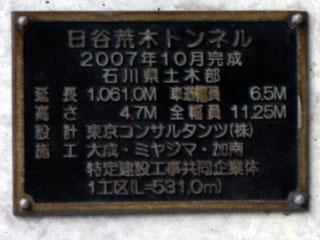 日谷荒木トンネル
2007年10月完成
石川県土木部
延長 1,061.0M 車道幅員 6.5M
高さ 4.7M 全幅員 11.25M
設計 東京コンサルタンツ(株)
施工 大成・ミヤジマ・加南
特定建設工事共同企業体
1工区(L=531.0m)